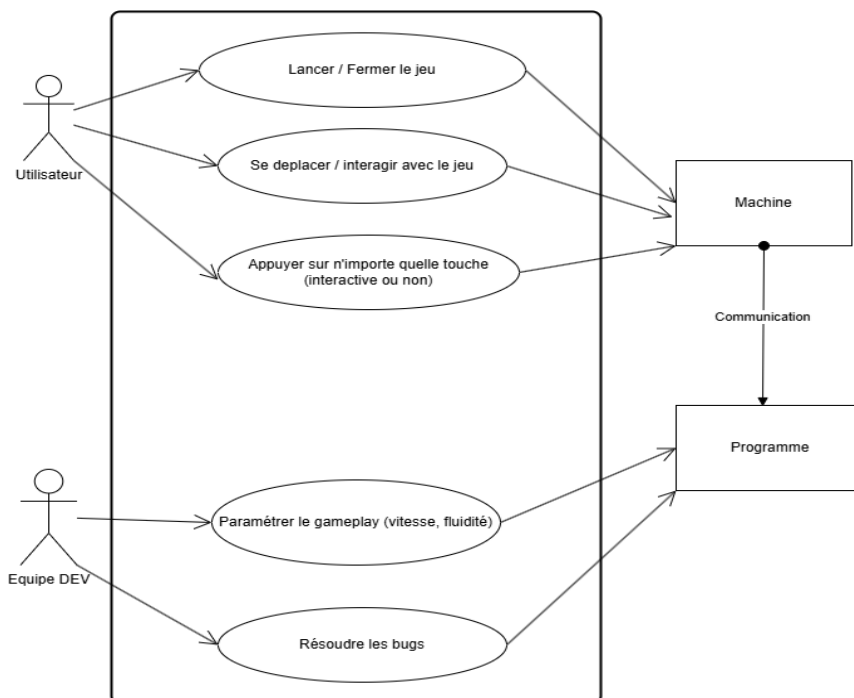 Lancer / Fermer le jeu
Utilisateur
Se deplacer / interagir avec le jeu
Machine
Appuyer sur n'importe quelle touche
(interactive ou non)
Communication
Programme
Paramétrer le gameplay (vitesse, fluidité)
Equipe DEV
Résoudre les bugs